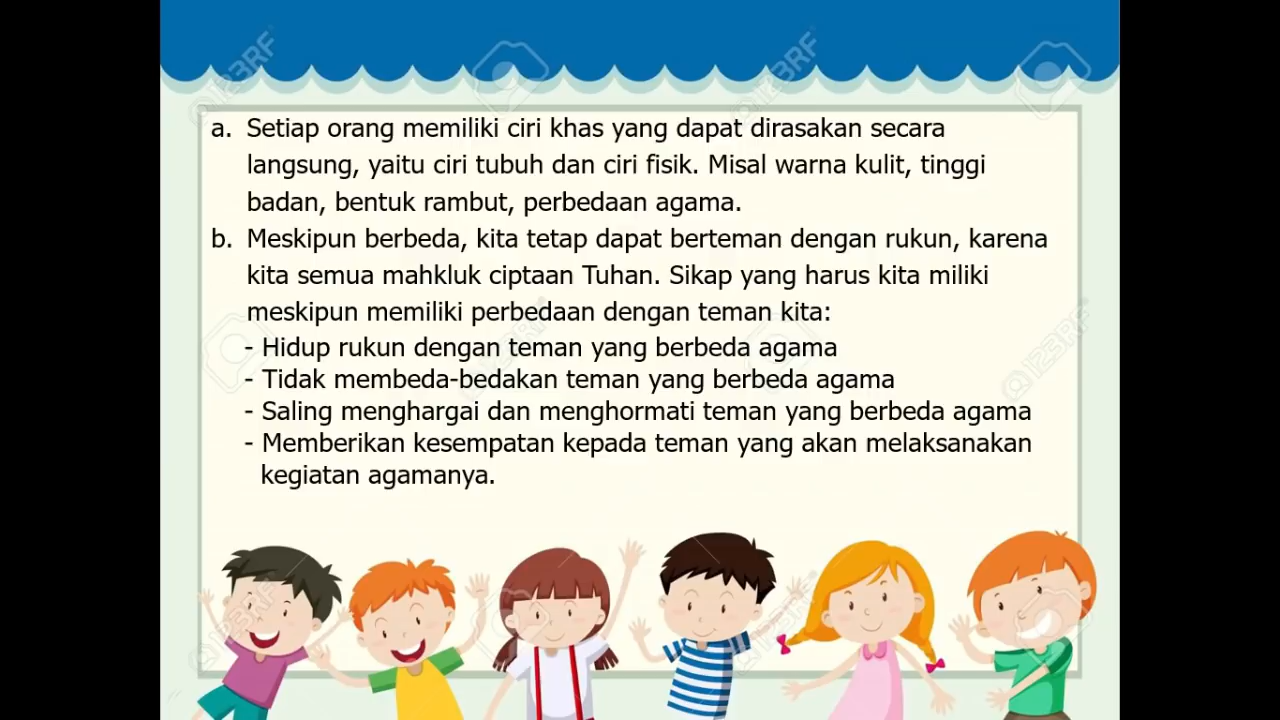 a. Setiap orang memiliki ciri khas yang dapat dirasakan secara
langsung, yaitu ciri tubuh dan ciri fisik. Misal warna kulit, tinggi
badan, bentuk rambut, perbedaan agama.
b. Meskipun berbeda, kita tetap dapat berteman dengan rukun, karena
kita semua mahkluk ciptaan Tuhan. Sikap yang harus kita miliki
meskipun memiliki perbedaan dengan teman kita:
- Hidup rukun dengan teman yang berbeda agama
- Tidak membeda-bedakan teman yang berbeda agama
- Saling menghargai dan menghormati teman yang berbeda agama
- Memberikan kesempatan kepada teman yang akan melaksanakan
kegiatan agamanya.
123RF
123RF
123RF
123RF